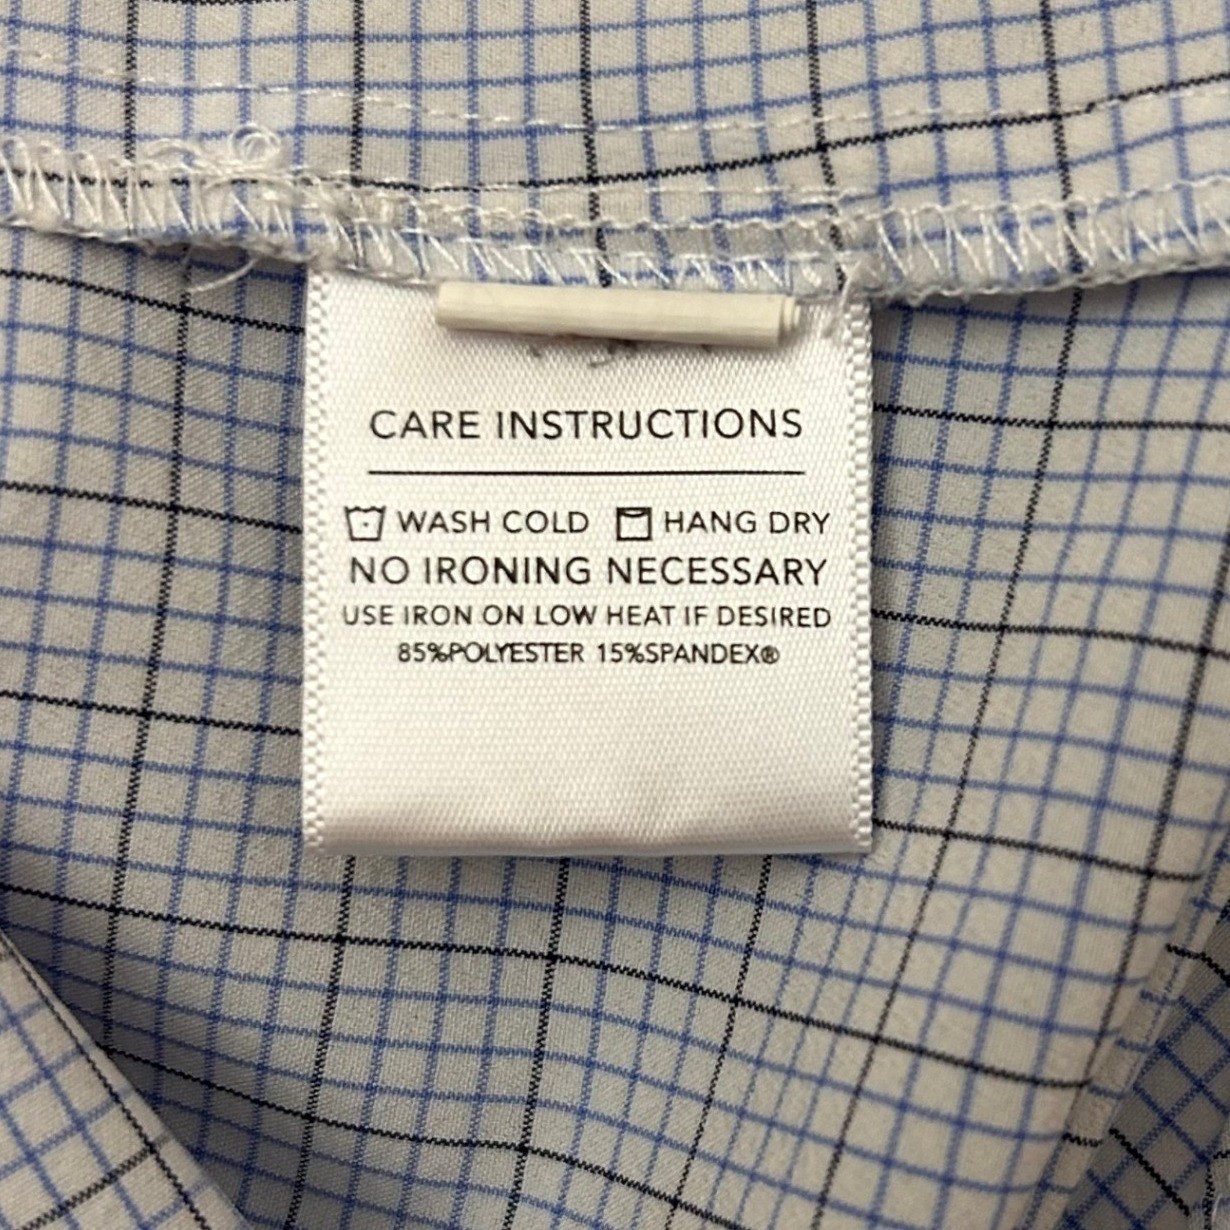 CARE INSTRUCTIONS
WASH COLD HANG DRY
NO IRONING NECESSARY
USE IRON ON LOW HEAT IF DESIRED
85%POLYESTER 15%SPANDEX®